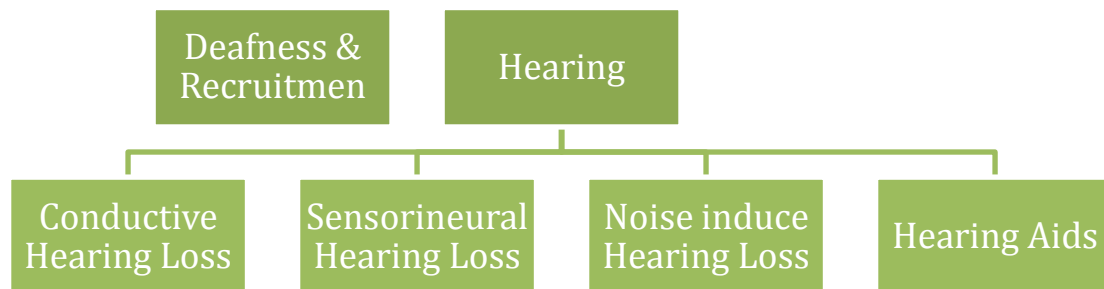 Deafness &
Recruitmen
Hearing
Conductive
Hearing Loss
Sensorineural
Hearing Loss
Noise induce
Hearing Loss
Hearing Aids